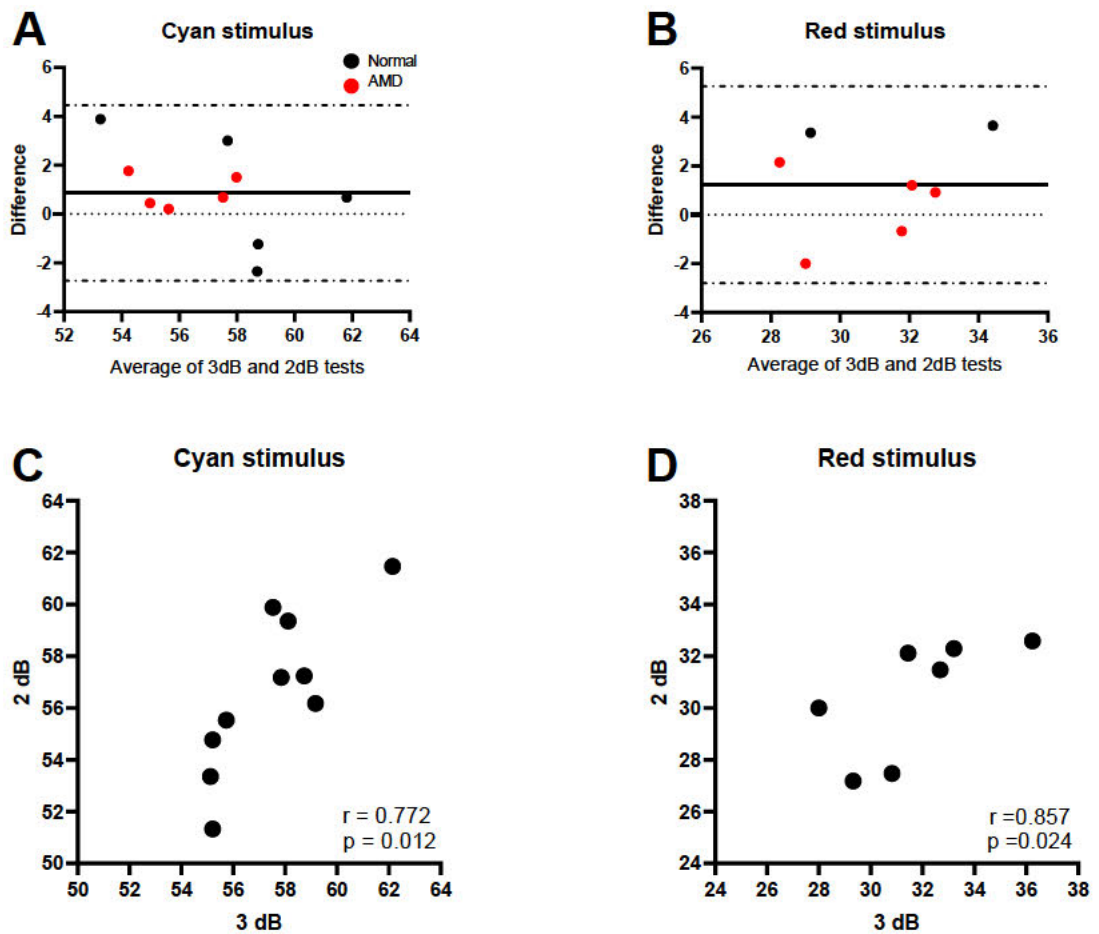 A
Cyan stimulus
Normal
AMD
6
4
2
0
-2
-4
Difference
52 54 56 58 60 62 64
Average of 3dB and 2dB tests
B
Red stimulus
6
4
2
0
-2
-4
Difference
26 28 30 32 34 36
Average of 3dB and 2dB tests
C
Cyan stimulus
64
62
60
58
56
54
52
50
2 dB
r = 0.772
p = 0.012
50 52 54 56 58 60 62 64
3 dB
D
Red stimulus
38
36
34
32
30
28
26
24
2 dB
r =0.857
p =0.024
24 26 28 30 32 34 36 38
3 dB